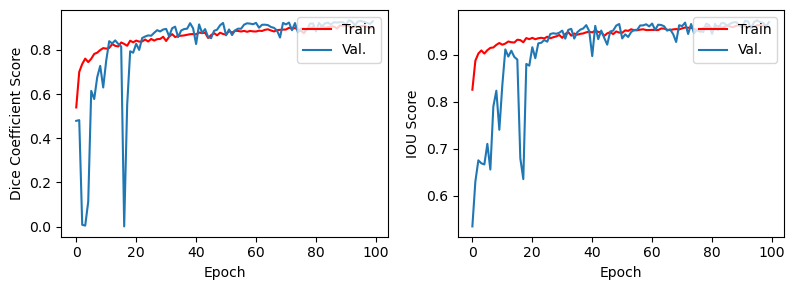 Dice Coefficient Score
0.8
0.6
0.4
0.2
0.0
0 20 40 60 80 100
Epoch
Train
Val.
IOU Score
0.9
0.8
0.7
0.6
0 20 40 60 80 100
Epoch
Train
Val.